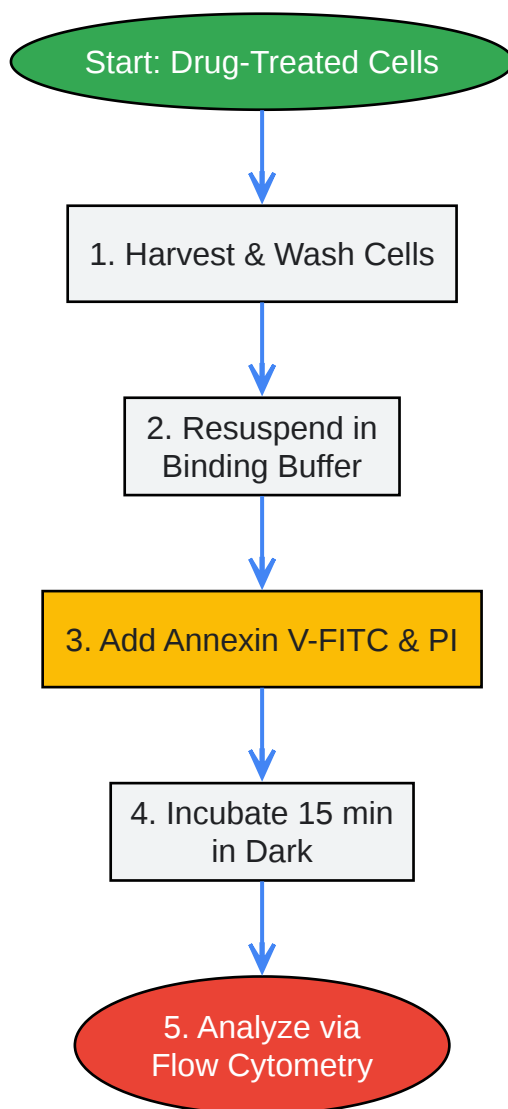 Start: Drug-Treated Cells
1. Harvest & Wash Cells
2. Resuspend in
Binding Buffer
3. Add Annexin V-FITC & PI
4. Incubate 15 min
in Dark
5. Analyze via
Flow Cytometry